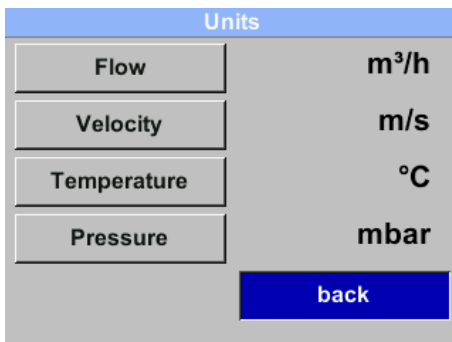 Units
Flow m³/h
Velocity m/s
Temperature °C
Pressure mbar
back